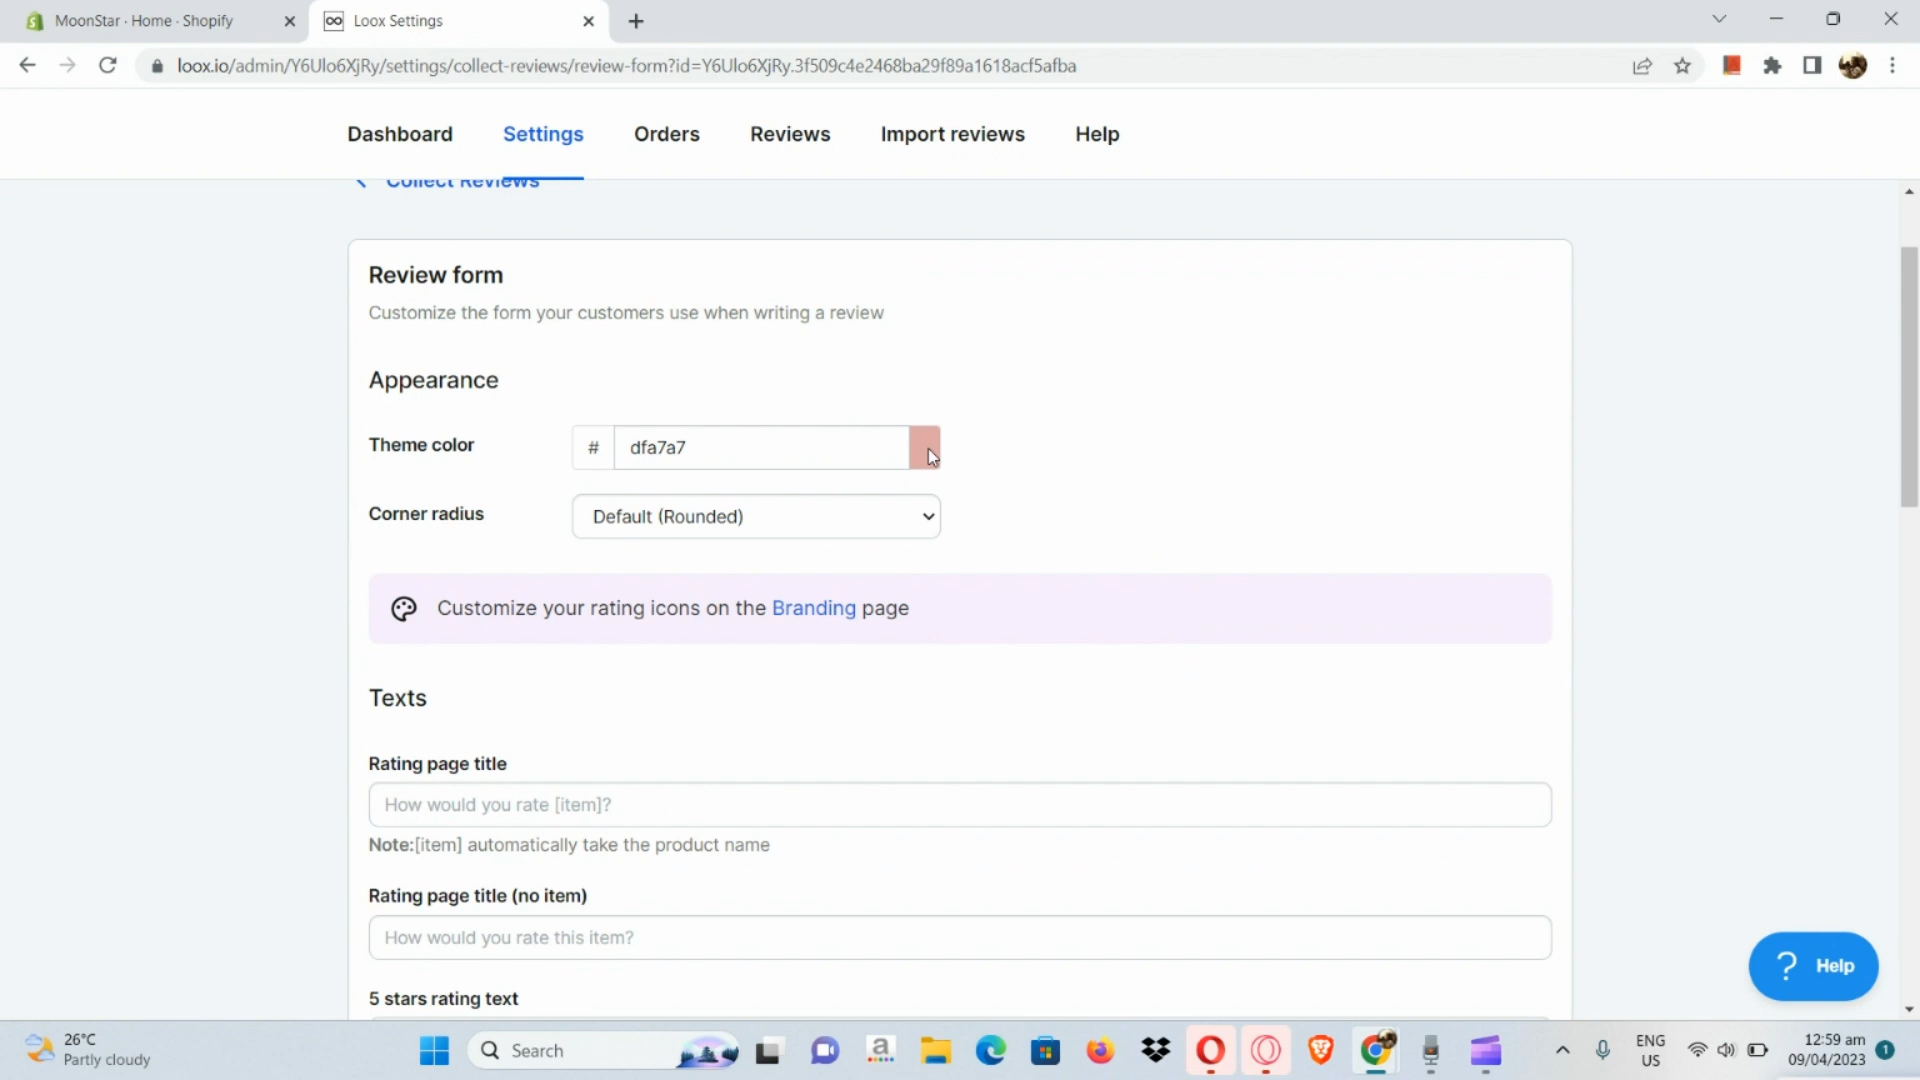 MoonStar · Home · Shopify
Loox Settings
loox.io/admin/Y6Ulo6XjRy/settings/collect-reviews/review-form?id=Y6Ulo6XjRy.3f509c4e2468ba29f89a1618acf5afba
Dashboard Settings Orders Reviews Import reviews Help
Collect Reviews
Review form
Customize the form your customers use when writing a review
Appearance
Theme color # dfa7a7
Corner radius Default (Rounded)
Customize your rating icons on the Branding page
Texts
Rating page title
How would you rate [item]?
Note:[item] automatically take the product name
Rating page title (no item)
How would you rate this item?
5 stars rating text
? Help
26°C
Partly cloudy
Search
ENG
US
12:59 am
09/04/2023
1